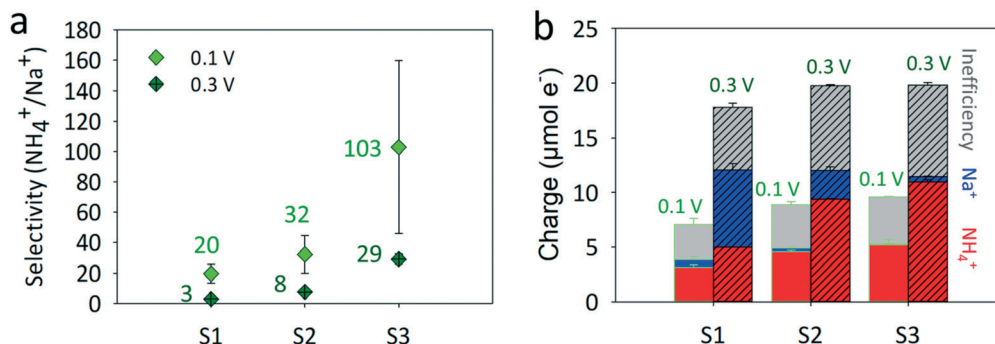 a
Selectivity (NH₄⁺/Na⁺)
180
160
140
120
100
80
60
40
20
0
0.1 V
0.3 V
20
3
32
8
103
29
S1
S2
S3
b
Charge (µmol e⁻)
25
20
15
10
5
0
0.1 V
0.3 V
0.1 V
0.3 V
0.1 V
0.3 V
S1
S2
S3
Inefficiency
Na⁺
NH₄⁺